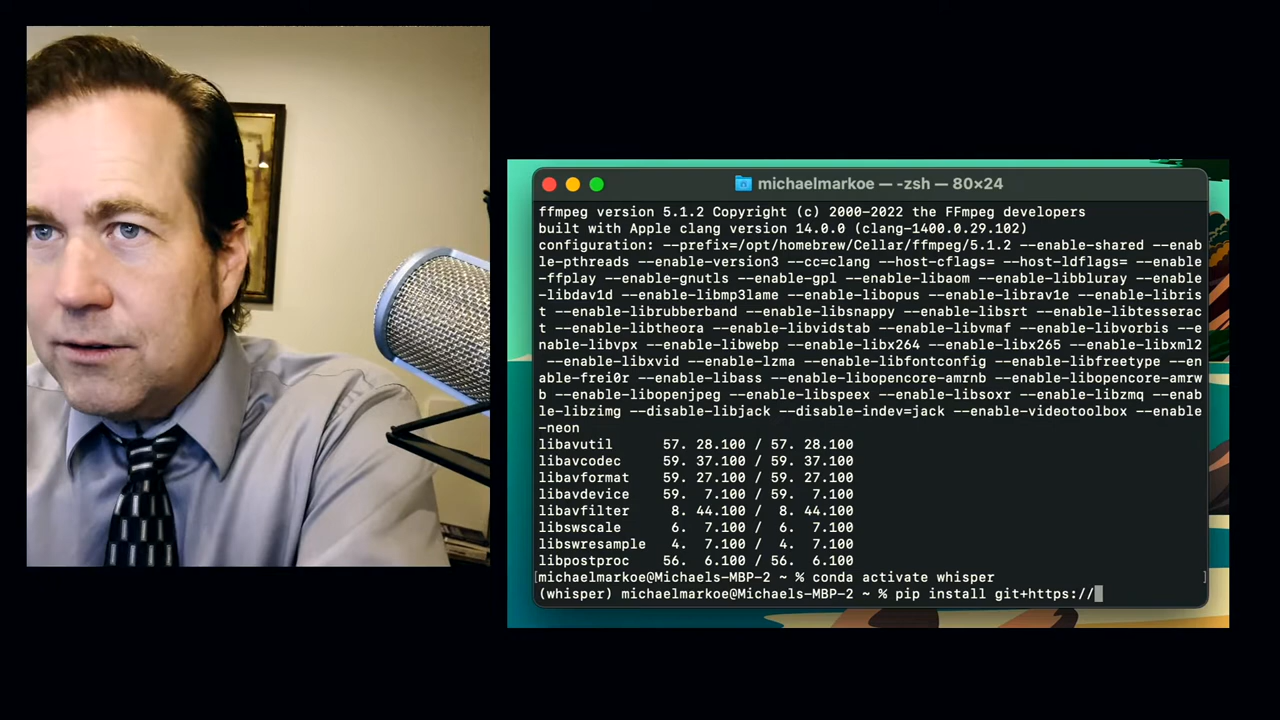 michaelmarkoe — -zsh — 80×24
ffmpeg version 5.1.2 Copyright (c) 2000-2022 the FFmpeg developers
built with Apple clang version 14.0.0 (clang-1400.0.29.102)
configuration: --prefix=/opt/homebrew/Cellar/ffmpeg/5.1.2 --enable-shared --enab
le-pthreads --enable-version3 --cc=clang --host-cflags= --host-ldflags= --enable
-ffplay --enable-gnutls --enable-gpl --enable-libaom --enable-libbluray --enable
-libdav1d --enable-libmp3lame --enable-libopus --enable-librav1e --enable-libris
t --enable-librubberband --enable-libsnappy --enable-libsrt --enable-libtesserac
t --enable-libtheora --enable-libvidstab --enable-libvmaf --enable-libvorbis --e
nable-libvpx --enable-libwebp --enable-libx264 --enable-libx265 --enable-libxml2
--enable-libxvid --enable-lzma --enable-libfontconfig --enable-libfreetype --en
able-frei0r --enable-libass --enable-libopencore-amrnb --enable-libopencore-amrw
b --enable-libopenjpeg --enable-libspeex --enable-libsoxr --enable-libzmq --enab
le-libzimg --disable-libjack --disable-indev=jack --enable-videotoolbox --enable
-neon
libavutil 57. 28.100 / 57. 28.100
libavcodec 59. 37.100 / 59. 37.100
libavformat 59. 27.100 / 59. 27.100
libavdevice 59. 7.100 / 59. 7.100
libavfilter 8. 44.100 / 8. 44.100
libswscale 6. 7.100 / 6. 7.100
libswresample 4. 7.100 / 4. 7.100
libpostproc 56. 6.100 / 56. 6.100
[michaelmarkoe@Michaels-MBP-2 ~ % conda activate whisper ]
(whisper) michaelmarkoe@Michaels-MBP-2 ~ % pip install git+https://